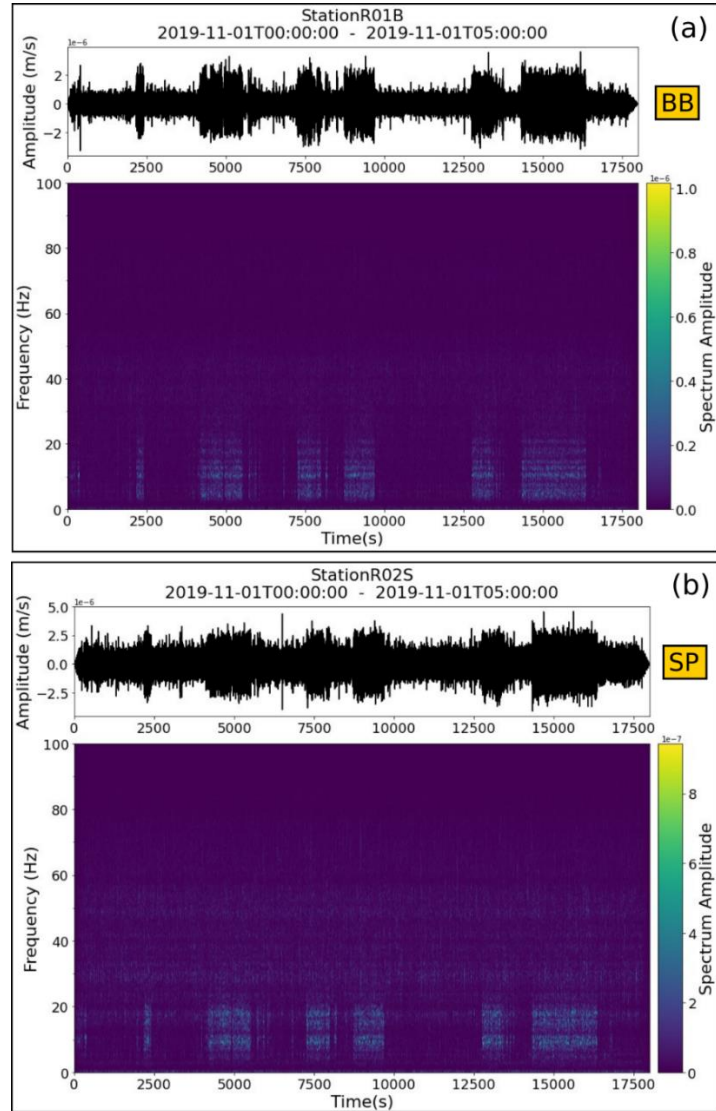 StationR01B
2019-11-01T00:00:00 - 2019-11-01T05:00:00
(a)
BB
1e-6
Amplitude (m/s)
2
0
−2
0 2500 5000 7500 10000 12500 15000 17500
Frequency (Hz)
100
80
60
40
20
0
0 2500 5000 7500 10000 12500 15000 17500
Time(s)
1e-6
1.0
0.8
0.6
0.4
0.2
0.0
Spectrum Amplitude
StationR02S
2019-11-01T00:00:00 - 2019-11-01T05:00:00
(b)
SP
1e-6
Amplitude (m/s)
5.0
2.5
0.0
−2.5
0 2500 5000 7500 10000 12500 15000 17500
Frequency (Hz)
100
80
60
40
20
0
0 2500 5000 7500 10000 12500 15000 17500
Time(s)
1e-7
8
6
4
2
0
Spectrum Amplitude